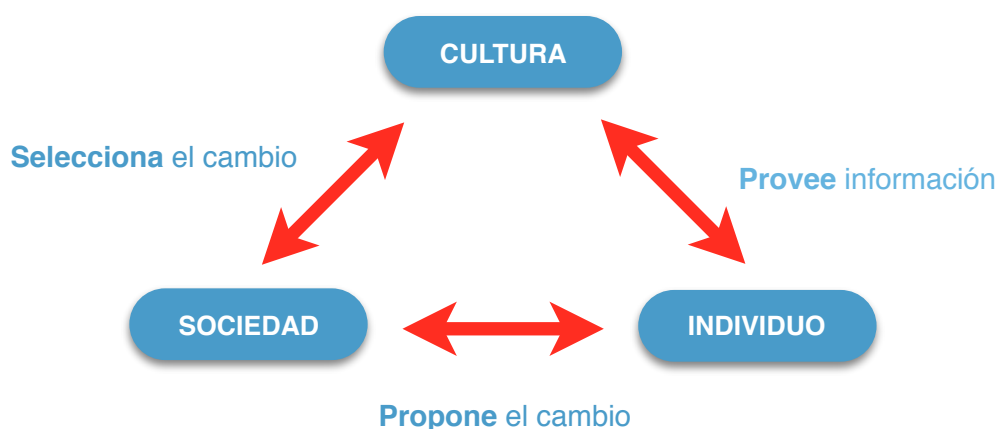 CULTURA
Selecciona el cambio
Provee información
SOCIEDAD
INDIVIDUO
Propone el cambio